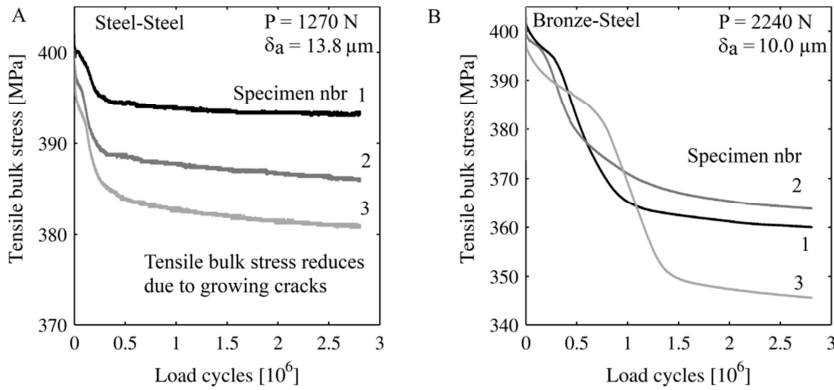 A
Steel-Steel
P = 1270 N
δa = 13.8 µm
Tensile bulk stress [MPa]
400
390
380
370
Specimen nbr 1
2
3
Tensile bulk stress reduces
due to growing cracks
0 0.5 1 1.5 2 2.5 3
Load cycles [10⁶]
B
Bronze-Steel
P = 2240 N
δa = 10.0 µm
Tensile bulk stress [MPa]
400
390
380
370
360
350
340
Specimen nbr
2
1
3
0 0.5 1 1.5 2 2.5 3
Load cycles [10⁶]